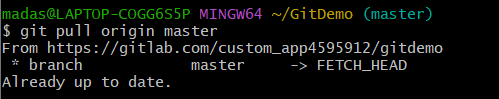 madas@LAPTOP-COGG6S5P MINGW64 ~/GitDemo (master)
$ git pull origin master
From https://gitlab.com/custom_app4595912/gitdemo
 * branch            master     -> FETCH_HEAD
Already up to date.